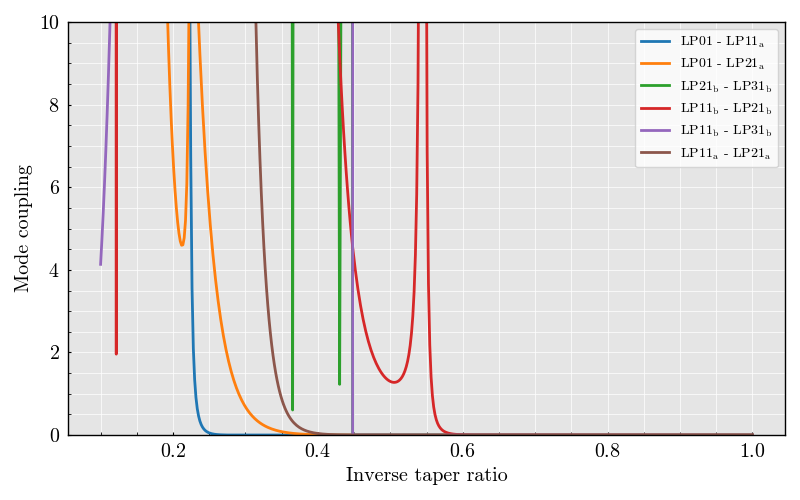 10
8
6
4
2
0
Mode coupling
LP01 - LP11a
LP01 - LP21a
LP21b - LP31b
LP11b - LP21b
LP11b - LP31b
LP11a - LP21a
0.2 0.4 0.6 0.8 1.0
Inverse taper ratio